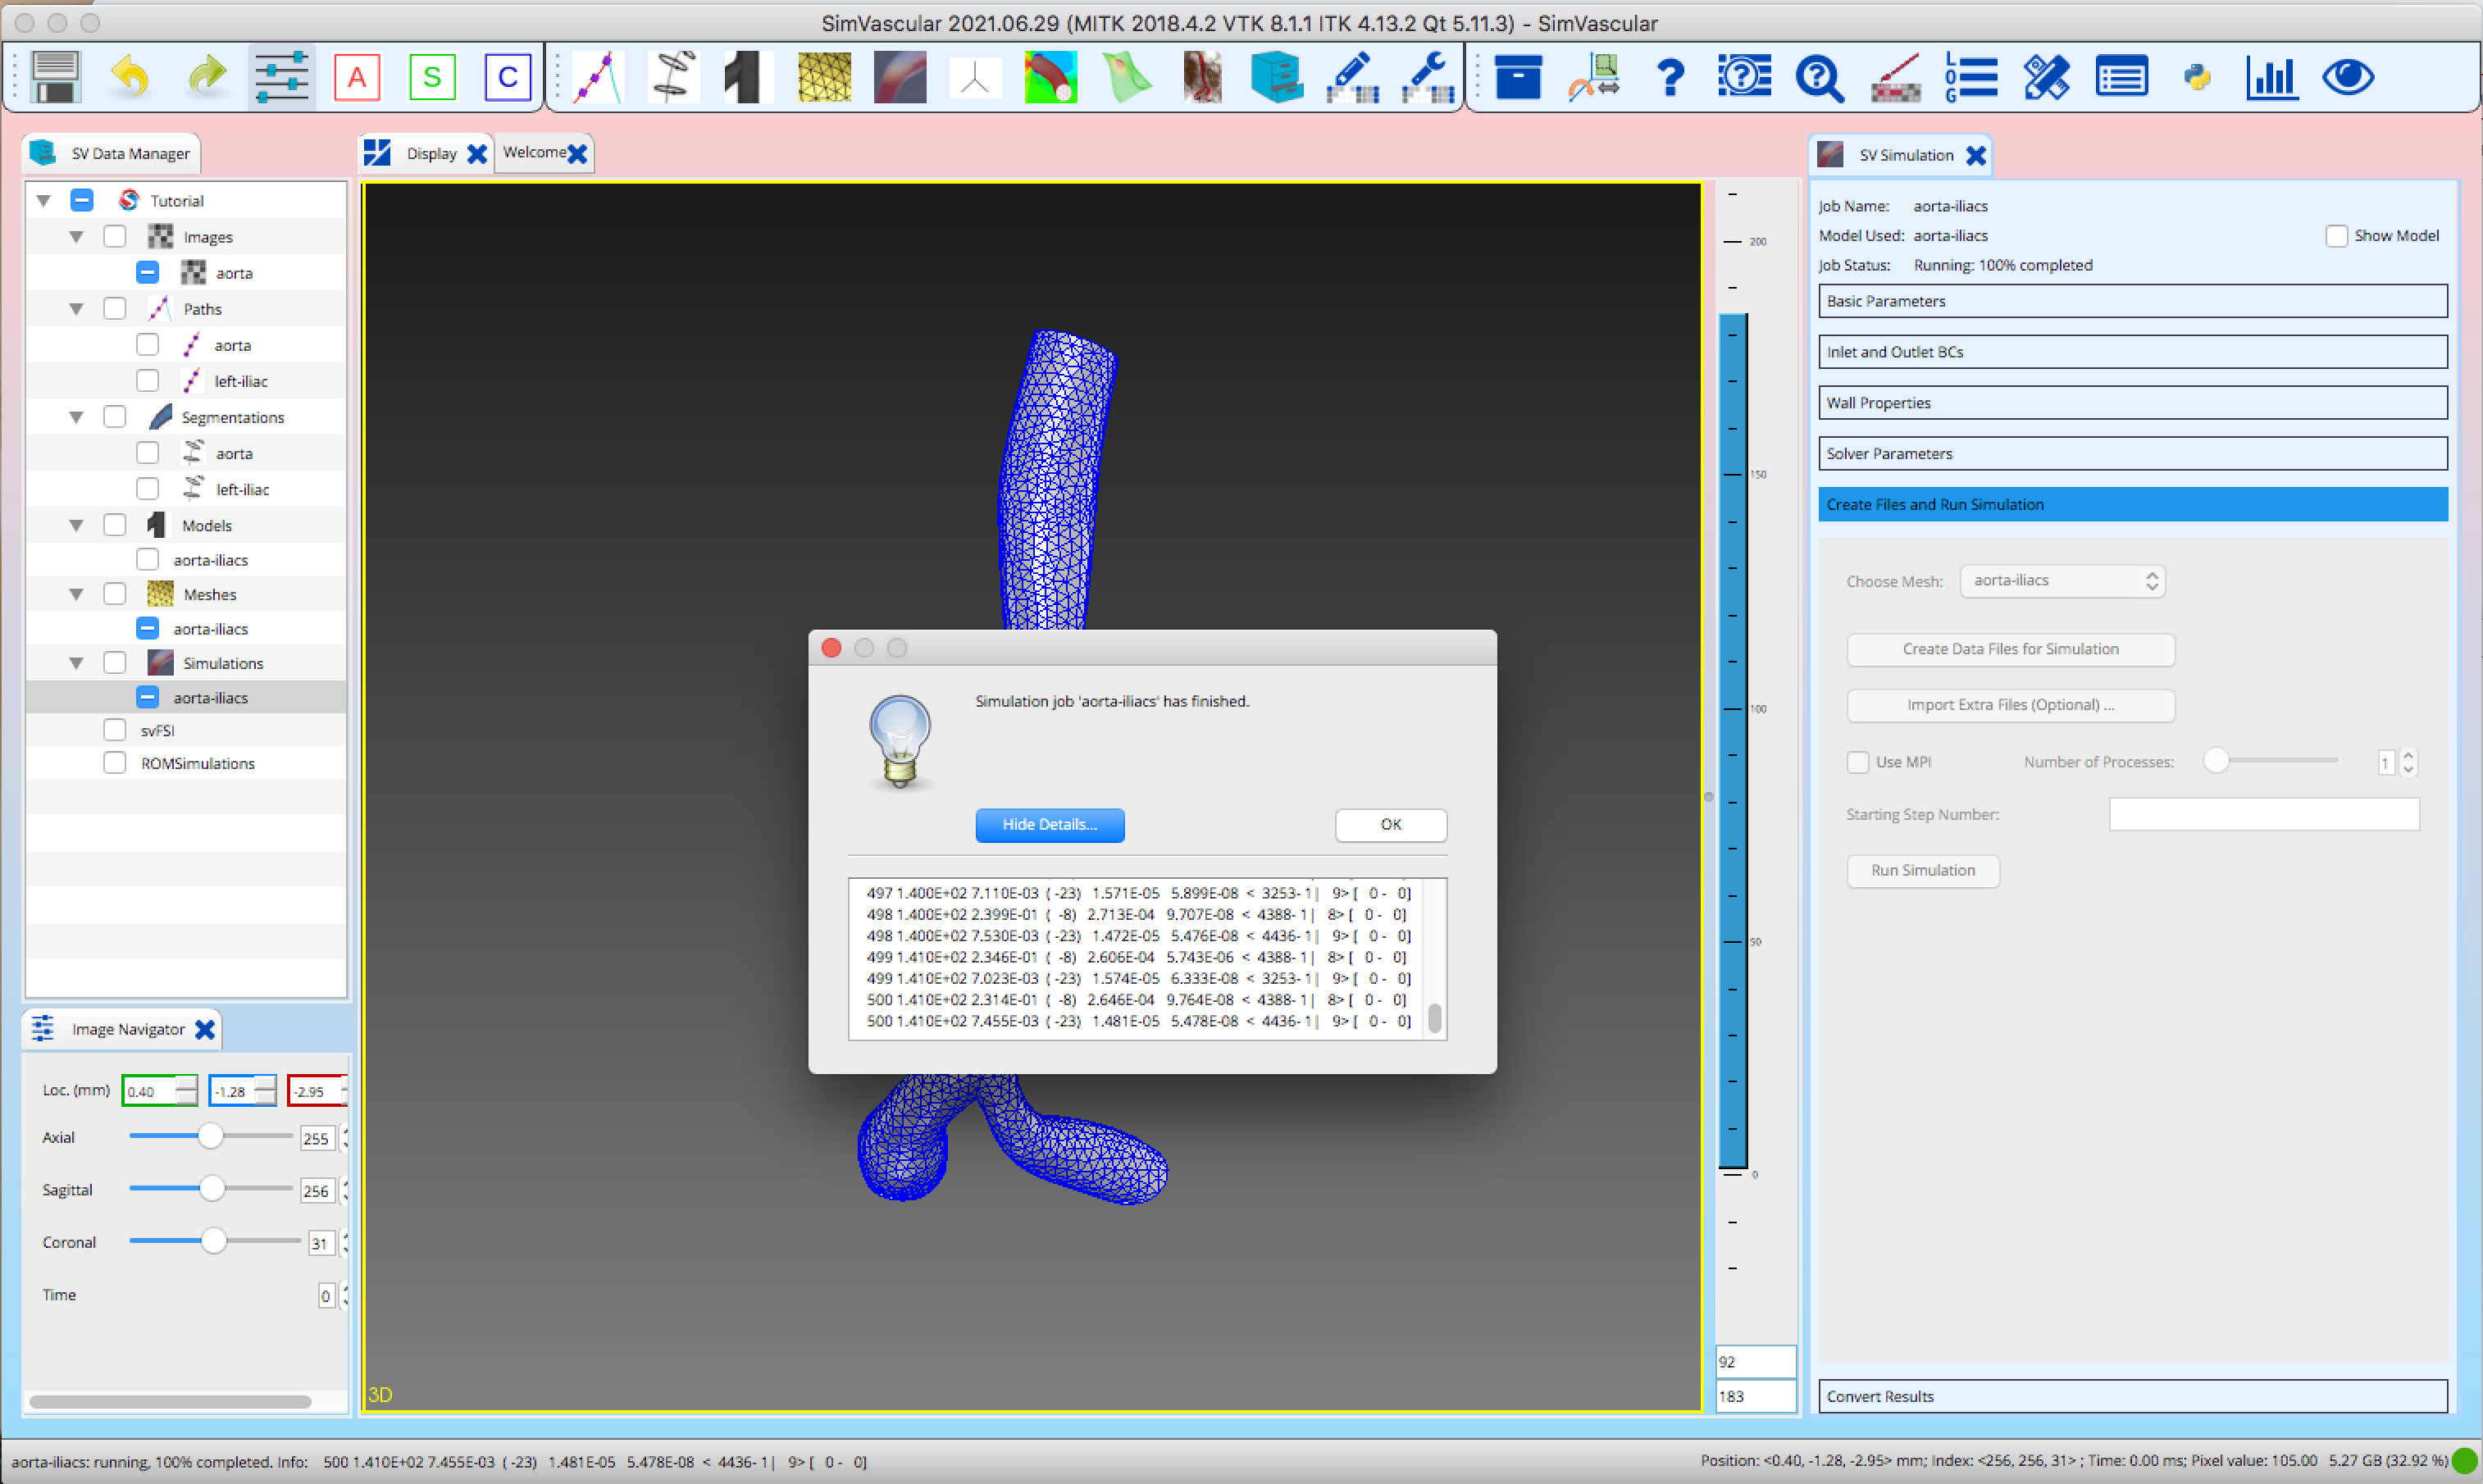 SimVascular 2021.06.29 (MITK 2018.4.2 VTK 8.1.1 ITK 4.13.2 Qt 5.11.3) - SimVascular
A S C
LOG
SV Data Manager
Tutorial
Images
aorta
Paths
aorta
left-iliac
Segmentations
aorta
left-iliac
Models
aorta-iliacs
Meshes
aorta-iliacs
Simulations
aorta-iliacs
svFSI
ROMSimulations
Image Navigator
Loc. (mm) 0.40 -1.28 -2.95
Axial 255
Sagittal 256
Coronal 31
Time 0
Display Welcome
3D
200
150
100
50
0
92
183
Simulation job 'aorta-iliacs' has finished.
Hide Details... OK
497 1.400E+02 7.110E-03 ( -23) 1.571E-05 5.899E-08 < 3253- 1| 9> [ 0 - 0]
498 1.400E+02 2.399E-01 ( -8) 2.713E-04 9.707E-08 < 4388- 1| 8> [ 0 - 0]
498 1.400E+02 7.530E-03 ( -23) 1.472E-05 5.476E-08 < 4436- 1| 9> [ 0 - 0]
499 1.410E+02 2.346E-01 ( -8) 2.606E-04 5.743E-06 < 4388- 1| 8> [ 0 - 0]
499 1.410E+02 7.023E-03 ( -23) 1.574E-05 6.333E-08 < 3253- 1| 9> [ 0 - 0]
500 1.410E+02 2.314E-01 ( -8) 2.646E-04 9.764E-08 < 4388- 1| 8> [ 0 - 0]
500 1.410E+02 7.455E-03 ( -23) 1.481E-05 5.478E-08 < 4436- 1| 9> [ 0 - 0]
SV Simulation
Job Name: aorta-iliacs
Model Used: aorta-iliacs Show Model
Job Status: Running: 100% completed
Basic Parameters
Inlet and Outlet BCs
Wall Properties
Solver Parameters
Create Files and Run Simulation
Choose Mesh: aorta-iliacs
Create Data Files for Simulation
Import Extra Files (Optional) ...
Use MPI Number of Processes: 1
Starting Step Number:
Run Simulation
Convert Results
aorta-iliacs: running, 100% completed. Info: 500 1.410E+02 7.455E-03 ( -23) 1.481E-05 5.478E-08 < 4436- 1| 9> [ 0 - 0]
Position: <0.40, -1.28, -2.95> mm; Index: <256, 256, 31> ; Time: 0.00 ms; Pixel value: 105.00 5.27 GB (32.92 %)